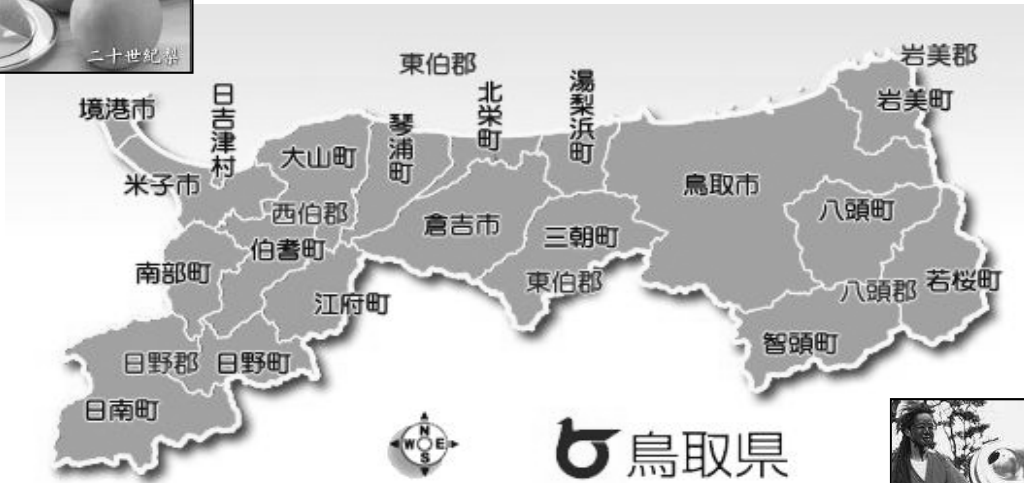 二十世紀梨
東伯郡
岩美郡
岩美町
境港市
日吉津村
大山町
琴浦町
北栄町
湯梨浜町
米子市
鳥取市
西伯郡
倉吉市
三朝町
八頭町
伯耆町
南部町
東伯郡
八頭郡
若桜町
江府町
智頭町
日野郡
日野町
日南町
N
W E
S
鳥取県